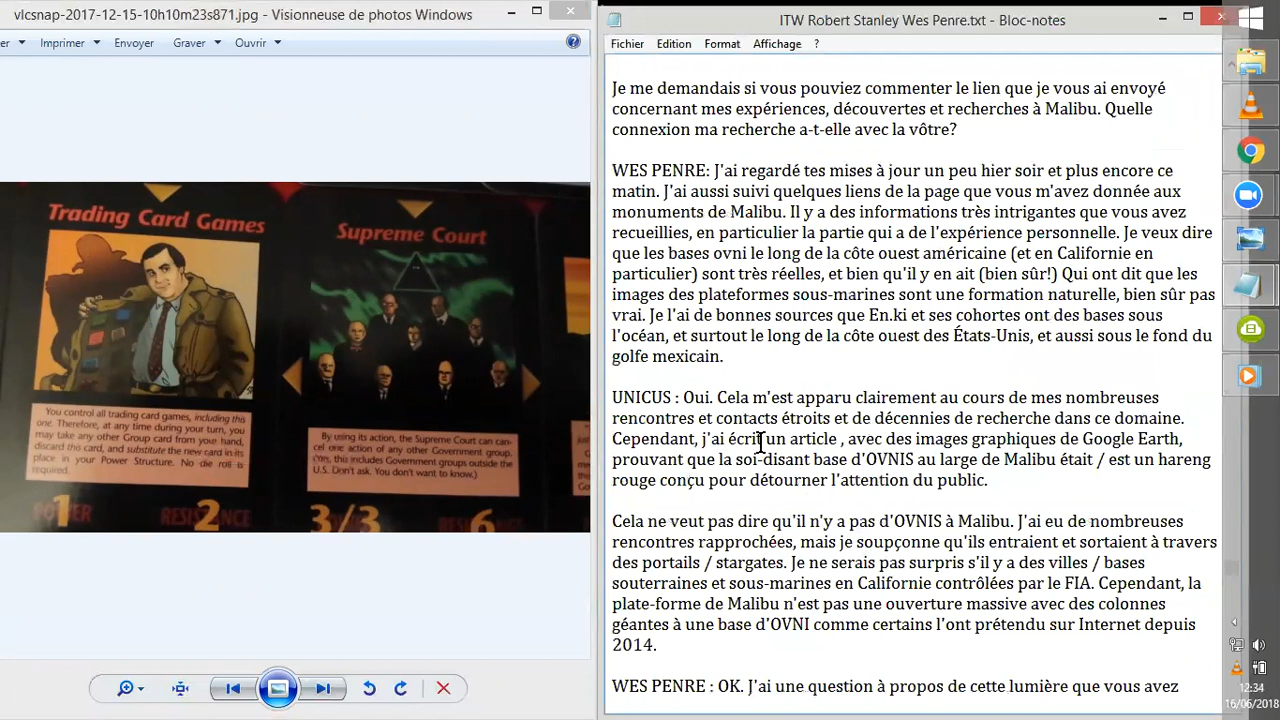 vlcsnap-2017-12-15-10h10m23s871.jpg - Visionneuse de photos Windows
Imprimer
Envoyer
Graver
Ouvrir
Trading Card Games
You control all trading card games, including this
one. Therefore, at any time during your turn, you
may take any other Group card from your hand,
discard this card, and substitute the new card in its
place in your Power Structure. No die roll is
required.
POWER
1
RESISTANCE
2
Supreme Court
By using its action, the Supreme Court can can-
cel one action of any other Government group.
(Yes, this includes Government groups outside the
U.S. Don't ask. You don't want to know.)
3/3
6
ITW Robert Stanley Wes Penre.txt - Bloc-notes
Fichier
Edition
Format
Affichage
?
Je me demandais si vous pouviez commenter le lien que je vous ai envoyé
concernant mes expériences, découvertes et recherches à Malibu. Quelle
connexion ma recherche a-t-elle avec la vôtre?
WES PENRE: J'ai regardé tes mises à jour un peu hier soir et plus encore ce
matin. J'ai aussi suivi quelques liens de la page que vous m'avez donnée aux
monuments de Malibu. Il y a des informations très intrigantes que vous avez
recueillies, en particulier la partie qui a de l'expérience personnelle. Je veux dire
que les bases ovni le long de la côte ouest américaine (et en Californie en
particulier) sont très réelles, et bien qu'il y en ait (bien sûr!) Qui ont dit que les
images des plateformes sous-marines sont une formation naturelle, bien sûr pas
vrai. Je l'ai de bonnes sources que En.ki et ses cohortes ont des bases sous
l'océan, et surtout le long de la côte ouest des États-Unis, et aussi sous le fond du
golfe mexicain.
UNICUS : Oui. Cela m'est apparu clairement au cours de mes nombreuses
rencontres et contacts étroits et de décennies de recherche dans ce domaine.
Cependant, j'ai écrit un article , avec des images graphiques de Google Earth,
prouvant que la soi-disant base d'OVNIS au large de Malibu était / est un hareng
rouge conçu pour détourner l'attention du public.
Cela ne veut pas dire qu'il n'y a pas d'OVNIS à Malibu. J'ai eu de nombreuses
rencontres rapprochées, mais je soupçonne qu'ils entraient et sortaient à travers
des portails / stargates. Je ne serais pas surpris s'il y a des villes / bases
souterraines et sous-marines en Californie contrôlées par le FIA. Cependant, la
plate-forme de Malibu n'est pas une ouverture massive avec des colonnes
géantes à une base d'OVNI comme certains l'ont prétendu sur Internet depuis
2014.
WES PENRE : OK. J'ai une question à propos de cette lumière que vous avez
12:34
16/06/2018